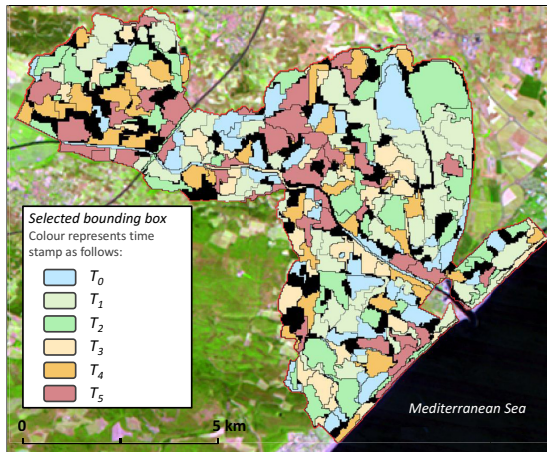 Selected bounding box
Colour represents time
stamp as follows:
T0
T1
T2
T3
T4
T5
0 5 km
Mediterranean Sea